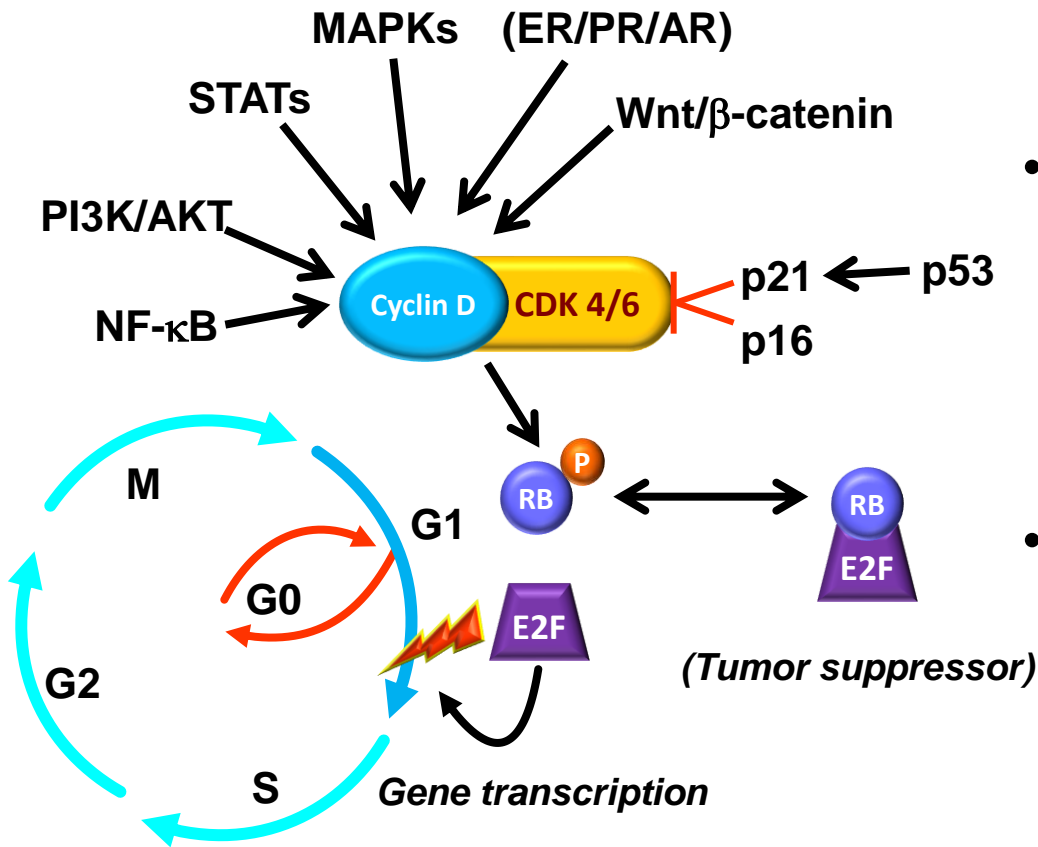 MAPKs (ER/PR/AR)
STATs
Wnt/β-catenin
•
PI3K/AKT
Cyclin D
CDK 4/6
p21
p53
NF-κB
p16
P
M
RB
RB
G1
•
E2F
G0
E2F
(Tumor suppressor)
G2
S
Gene transcription